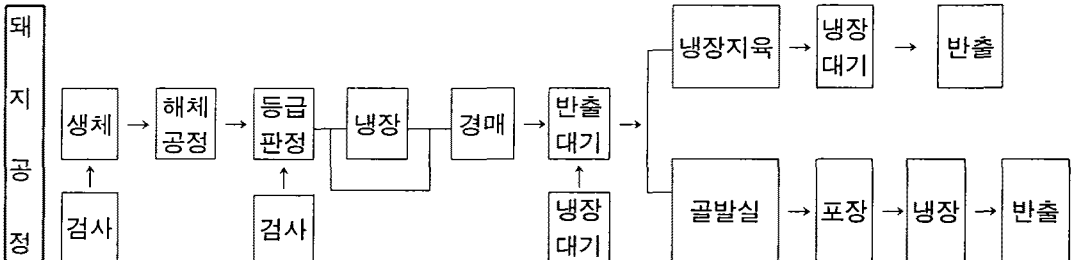 돼지공정
생체 → 해체공정 → 등급판정 냉장 경매 → 반출대기 →
검사 ↑ 검사 ↑ 냉장대기 ↑
냉장지육 → 냉장대기 → 반출
골발실 → 포장 → 냉장 → 반출